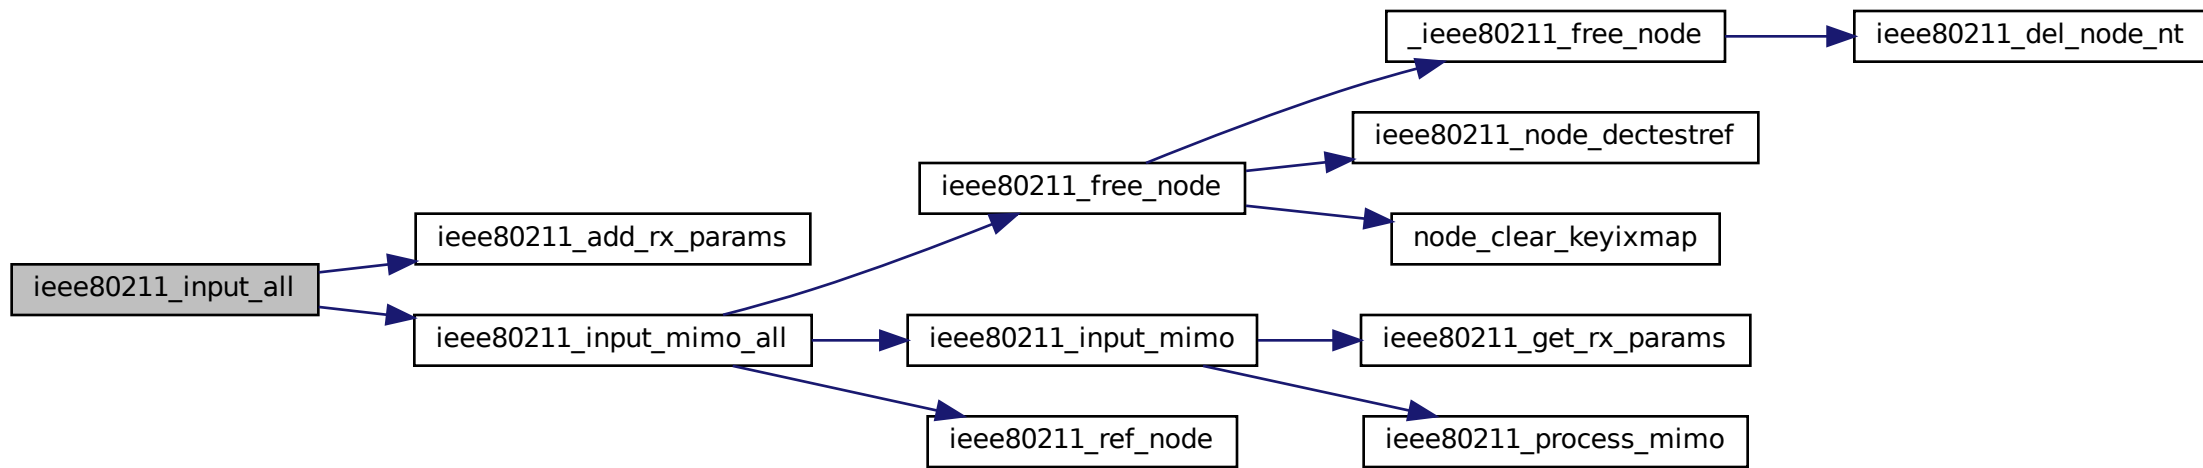 _ieee80211_free_node
ieee80211_del_node_nt
ieee80211_node_dectestref
ieee80211_free_node
ieee80211_add_rx_params
node_clear_keyixmap
ieee80211_input_all
ieee80211_input_mimo_all
ieee80211_input_mimo
ieee80211_get_rx_params
ieee80211_ref_node
ieee80211_process_mimo